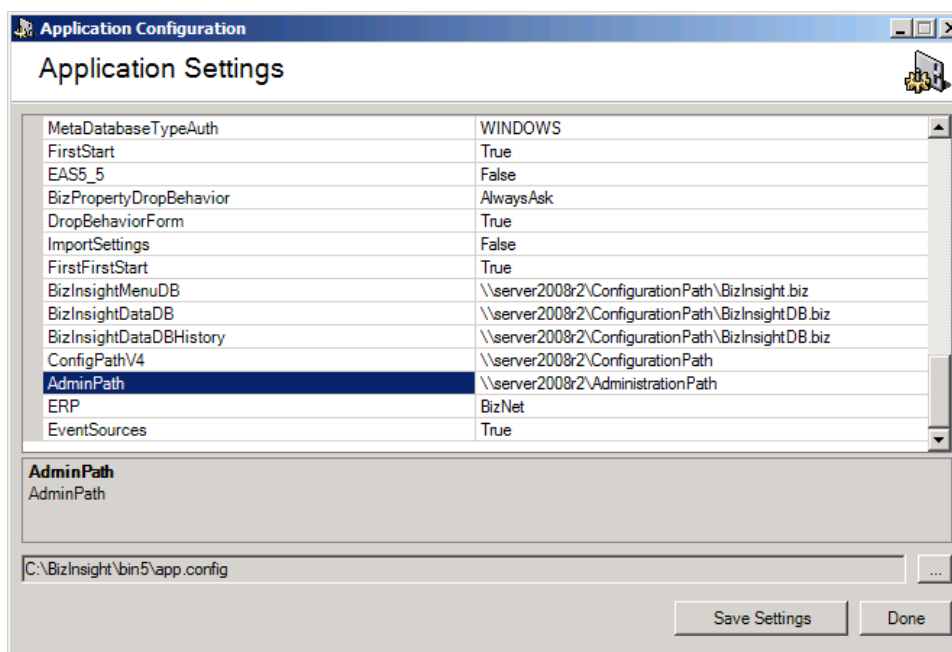 Application Configuration
Application Settings
MetaDatabaseTypeAuth WINDOWS
FirstStart True
EAS5_5 False
BizPropertyDropBehavior AlwaysAsk
DropBehaviorForm True
ImportSettings False
FirstFirstStart True
BizInsightMenuDB \\server2008r2\ConfigurationPath\BizInsight.biz
BizInsightDataDB \\server2008r2\ConfigurationPath\BizInsightDB.biz
BizInsightDataDBHistory \\server2008r2\ConfigurationPath\BizInsightDB.biz
ConfigPathV4 \\server2008r2\ConfigurationPath
AdminPath \\server2008r2\AdministrationPath
ERP BizNet
EventSources True
AdminPath
AdminPath
C:\BizInsight\bin5\app.config ...
Save Settings Done